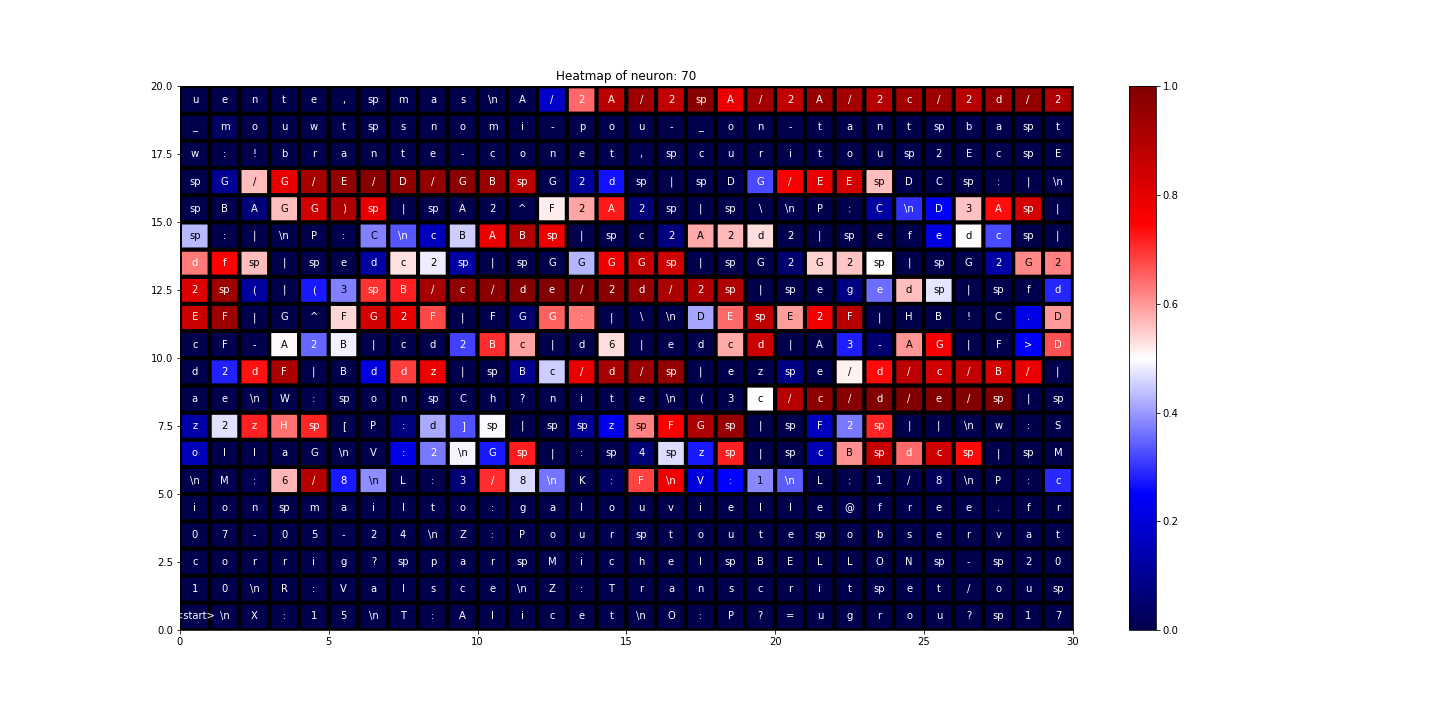 Heatmap of neuron: 70
u e n t e , sp m a s \n A / 2 A / 2 sp A / 2 A / 2 c / 2 d / 2
_ m o u w t sp s n o m i - p o u - _ o n - t a n t sp b a sp t
w : ! b r a n t e - c o n e t , sp c u r i t o u sp 2 E c sp E
sp G / G / E / D / G B sp G 2 d sp | sp D G / E E sp D C sp : | \n
sp B A G G ) sp | sp A 2 ^ F 2 A 2 sp | sp \ \n P : C \n D 3 A sp |
sp : | \n P : C \n c B A B sp | sp c 2 A 2 d 2 | sp e f e d c sp |
d f sp | sp e d c 2 sp | sp G G G G sp | sp G 2 G 2 sp | sp G 2 G 2
2 sp ( | ( 3 sp B / c / d e / 2 d / 2 sp | sp e g e d sp | sp f d
E F | G ^ F G 2 F | F G G : | \ \n D E sp E 2 F | H B ! C , D
c F - A 2 B | c d 2 B c | d 6 | e d c d | A 3 - A G | F > D
d 2 d F | B d d z | sp B c / d / sp | e z sp e / d / c / B / |
a e \n W : sp o n sp C h ? n i t e \n ( 3 c / c / d / e / sp | sp
z 2 z H sp [ P : d ] sp | sp sp z sp F G sp | sp F 2 sp | | \n w : S
o l l a G \n V : 2 \n G sp | : sp 4 sp z sp | sp c B sp d c sp | sp M
\n M : 6 / 8 \n L : 3 / 8 \n K : F \n V : 1 \n L : 1 / 8 \n P : c
i o n sp m a i l t o : g a l o u v i e l l e @ f r e e . f r
0 7 - 0 5 - 2 4 \n Z : P o u r sp t o u t e sp o b s e r v a t
c o r r i g ? sp p a r sp M i c h e l sp B E L L O N sp - sp 2 0
1 0 \n R : V a l s c e \n Z : T r a n s c r i t sp e t / o u sp
<start> \n X : 1 5 \n T : A l i c e t \n O : P ? = u g r o u ? sp 1 7
20.0
17.5
15.0
12.5
10.0
7.5
5.0
2.5
0.0
0 5 10 15 20 25 30
1.0
0.8
0.6
0.4
0.2
0.0